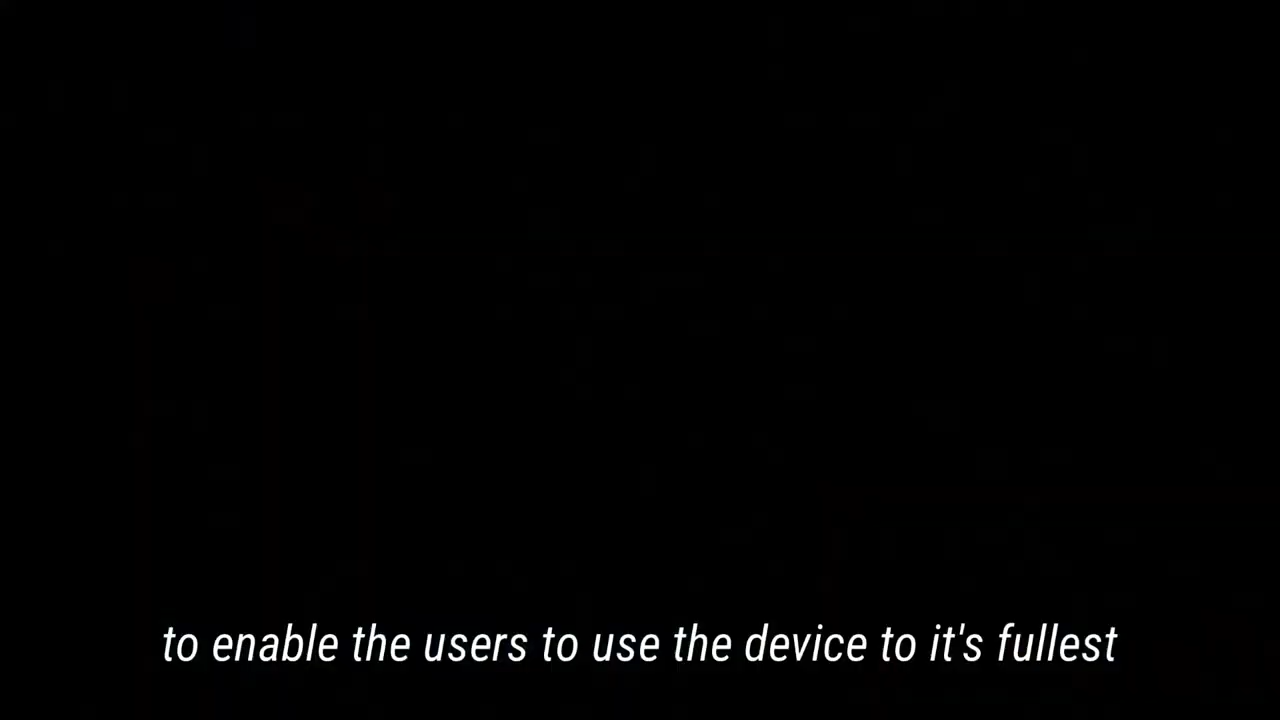 to enable the users to use the device to it's fullest